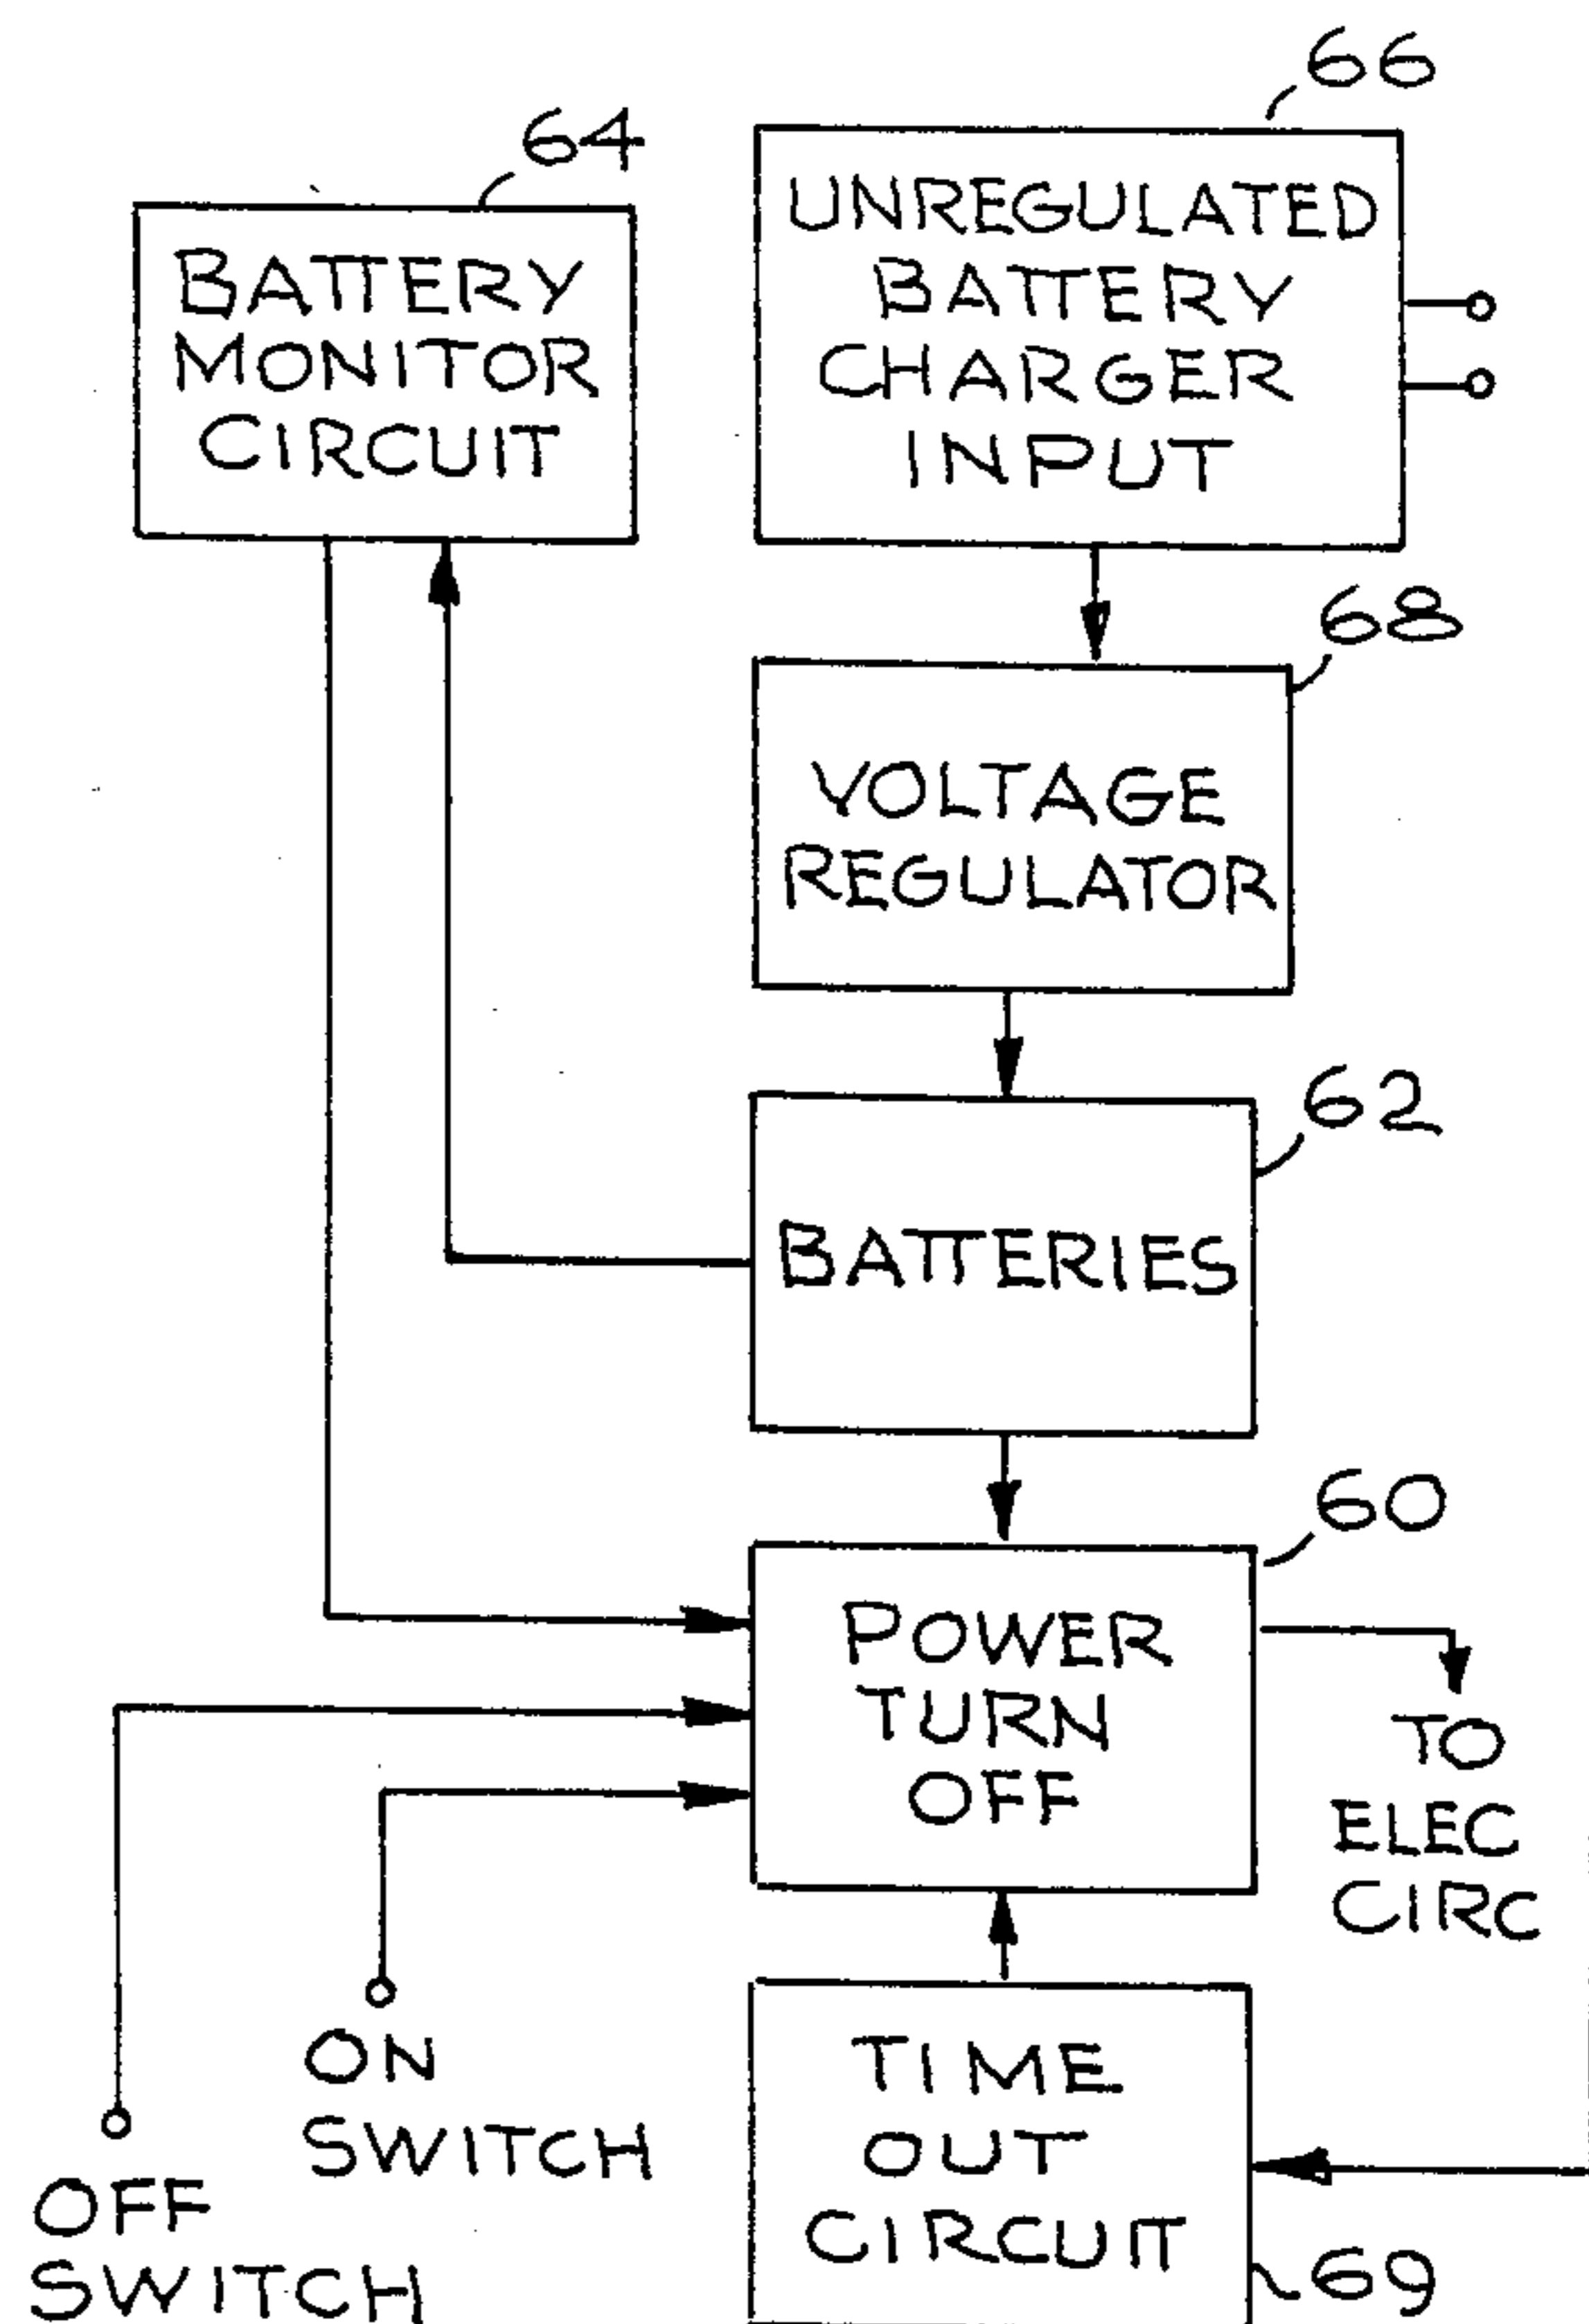 66
64
UNREGULATED
BATTERY
CHARGER
INPUT
BATTERY
MONITOR
CIRCUIT
68
VOLTAGE
REGULATOR
62
BATTERIES
60
POWER
TURN
OFF
TO
ELEC
CIRC
ON
SWITCH
OFF
SWITCH
TIME
OUT
CIRCUIT
69